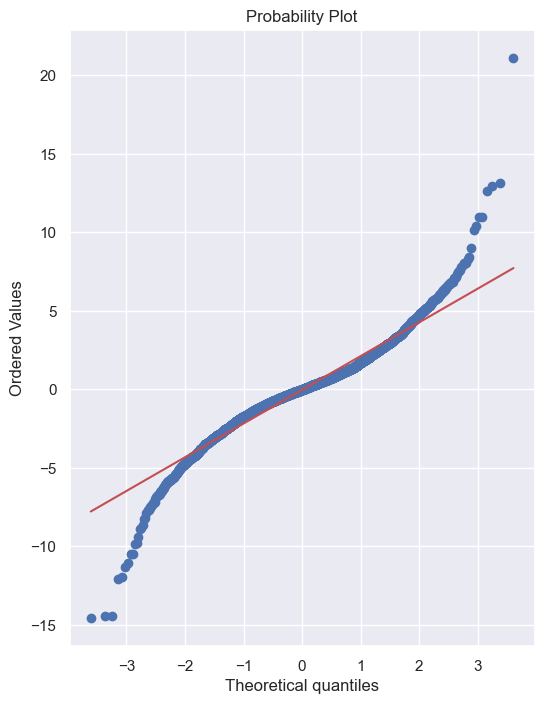 Probability Plot
20
15
10
5
0
−5
−10
−15
Ordered Values
−3 −2 −1 0 1 2 3
Theoretical quantiles